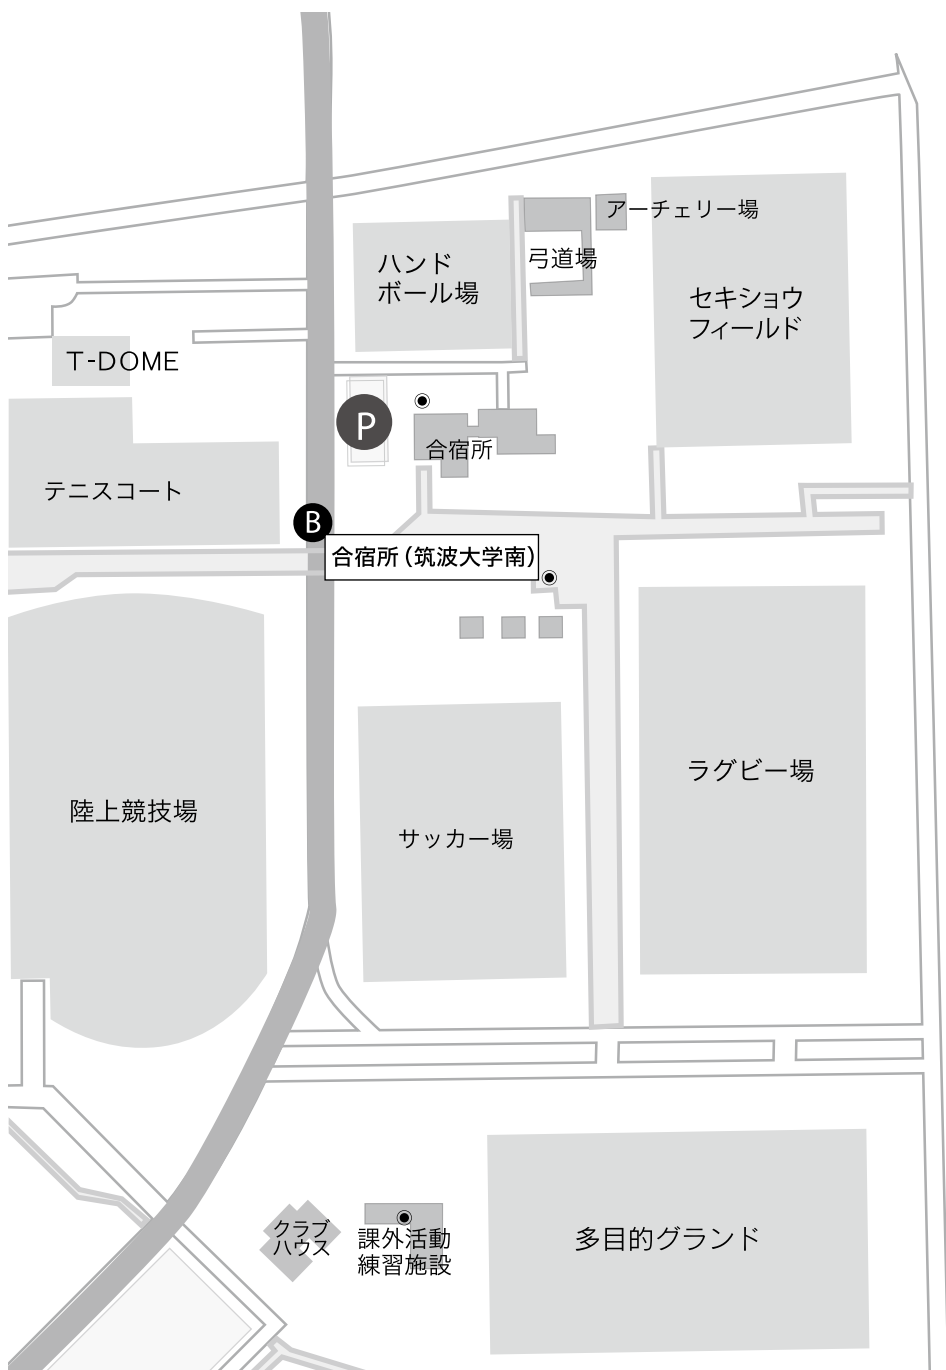 アーチェリー場
弓道場
ハンド
ボール場
セキショウ
フィールド
T-DOME
P
合宿所
テニスコート
B
合宿所（筑波大学南）
ラグビー場
陸上競技場
サッカー場
クラブ
ハウス
課外活動
練習施設
多目的グランド